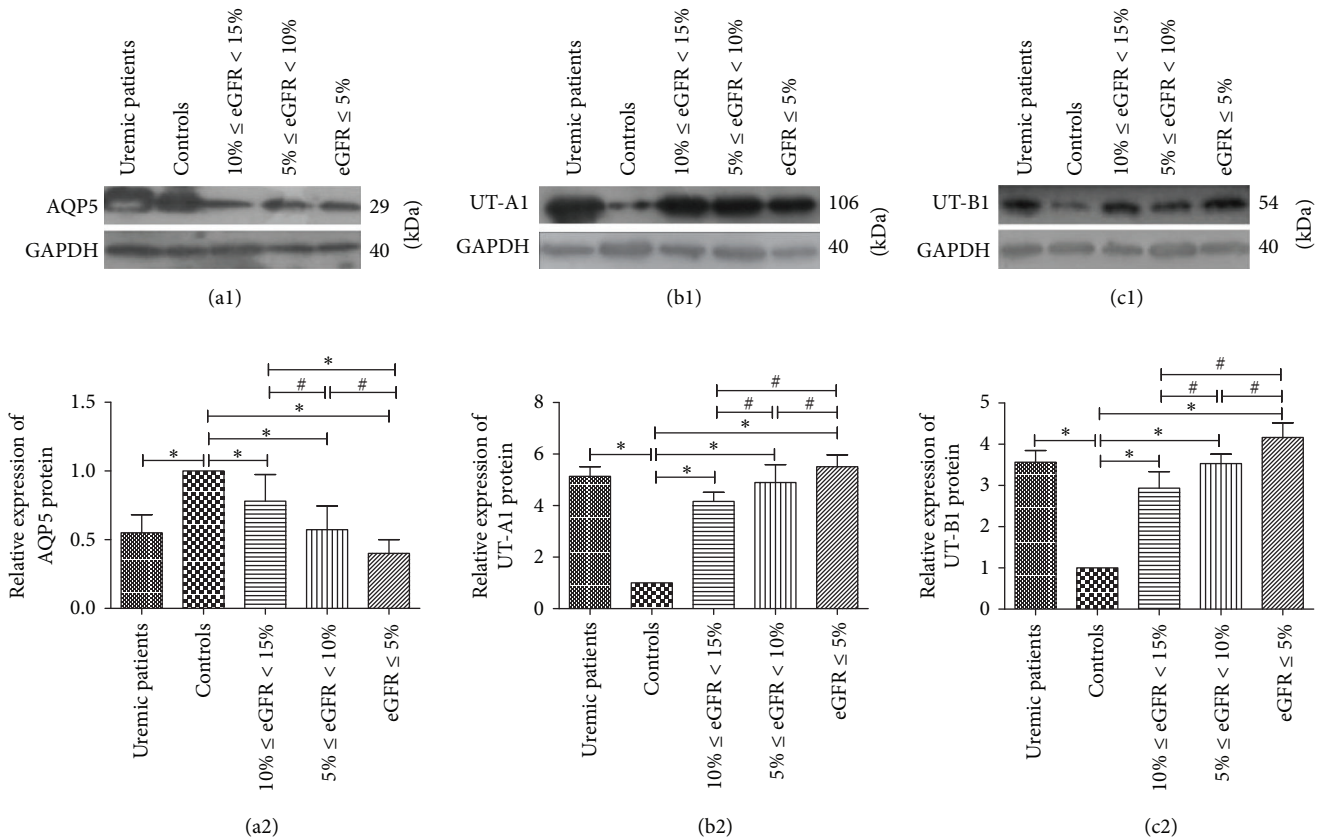 Uremic patients
Controls
10% ≤ eGFR < 15%
5% ≤ eGFR < 10%
eGFR ≤ 5%
AQP5
29
GAPDH
40
(kDa)
(a1)
Uremic patients
Controls
10% ≤ eGFR < 15%
5% ≤ eGFR < 10%
eGFR ≤ 5%
UT-A1
106
GAPDH
40
(kDa)
(b1)
Uremic patients
Controls
10% ≤ eGFR < 15%
5% ≤ eGFR < 10%
eGFR ≤ 5%
UT-B1
54
GAPDH
40
(kDa)
(c1)
Relative expression of
AQP5 protein
1.5
1.0
0.5
0.0
*
# #
*
*
* *
Uremic patients
Controls
10% ≤ eGFR < 15%
5% ≤ eGFR < 10%
eGFR ≤ 5%
(a2)
Relative expression of
UT-A1 protein
8
6
4
2
0
#
# #
*
* *
*
Uremic patients
Controls
10% ≤ eGFR < 15%
5% ≤ eGFR < 10%
eGFR ≤ 5%
(b2)
Relative expression of
UT-B1 protein
5
4
3
2
1
0
#
# #
*
* *
*
Uremic patients
Controls
10% ≤ eGFR < 15%
5% ≤ eGFR < 10%
eGFR ≤ 5%
(c2)